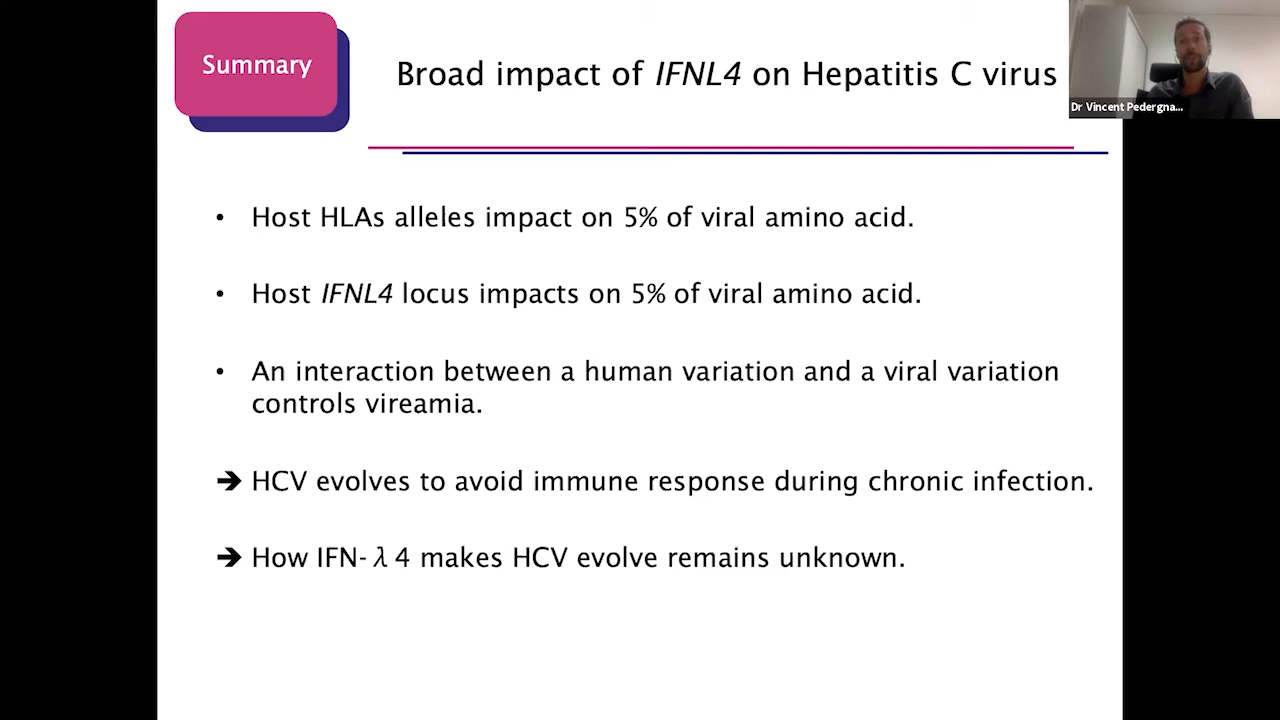 Summary
Broad impact of IFNL4 on Hepatitis C virus
Dr Vincent Pedergna...
• Host HLAs alleles impact on 5% of viral amino acid.
• Host IFNL4 locus impacts on 5% of viral amino acid.
• An interaction between a human variation and a viral variation
controls vireamia.
➔ HCV evolves to avoid immune response during chronic infection.
➔ How IFN-λ4 makes HCV evolve remains unknown.